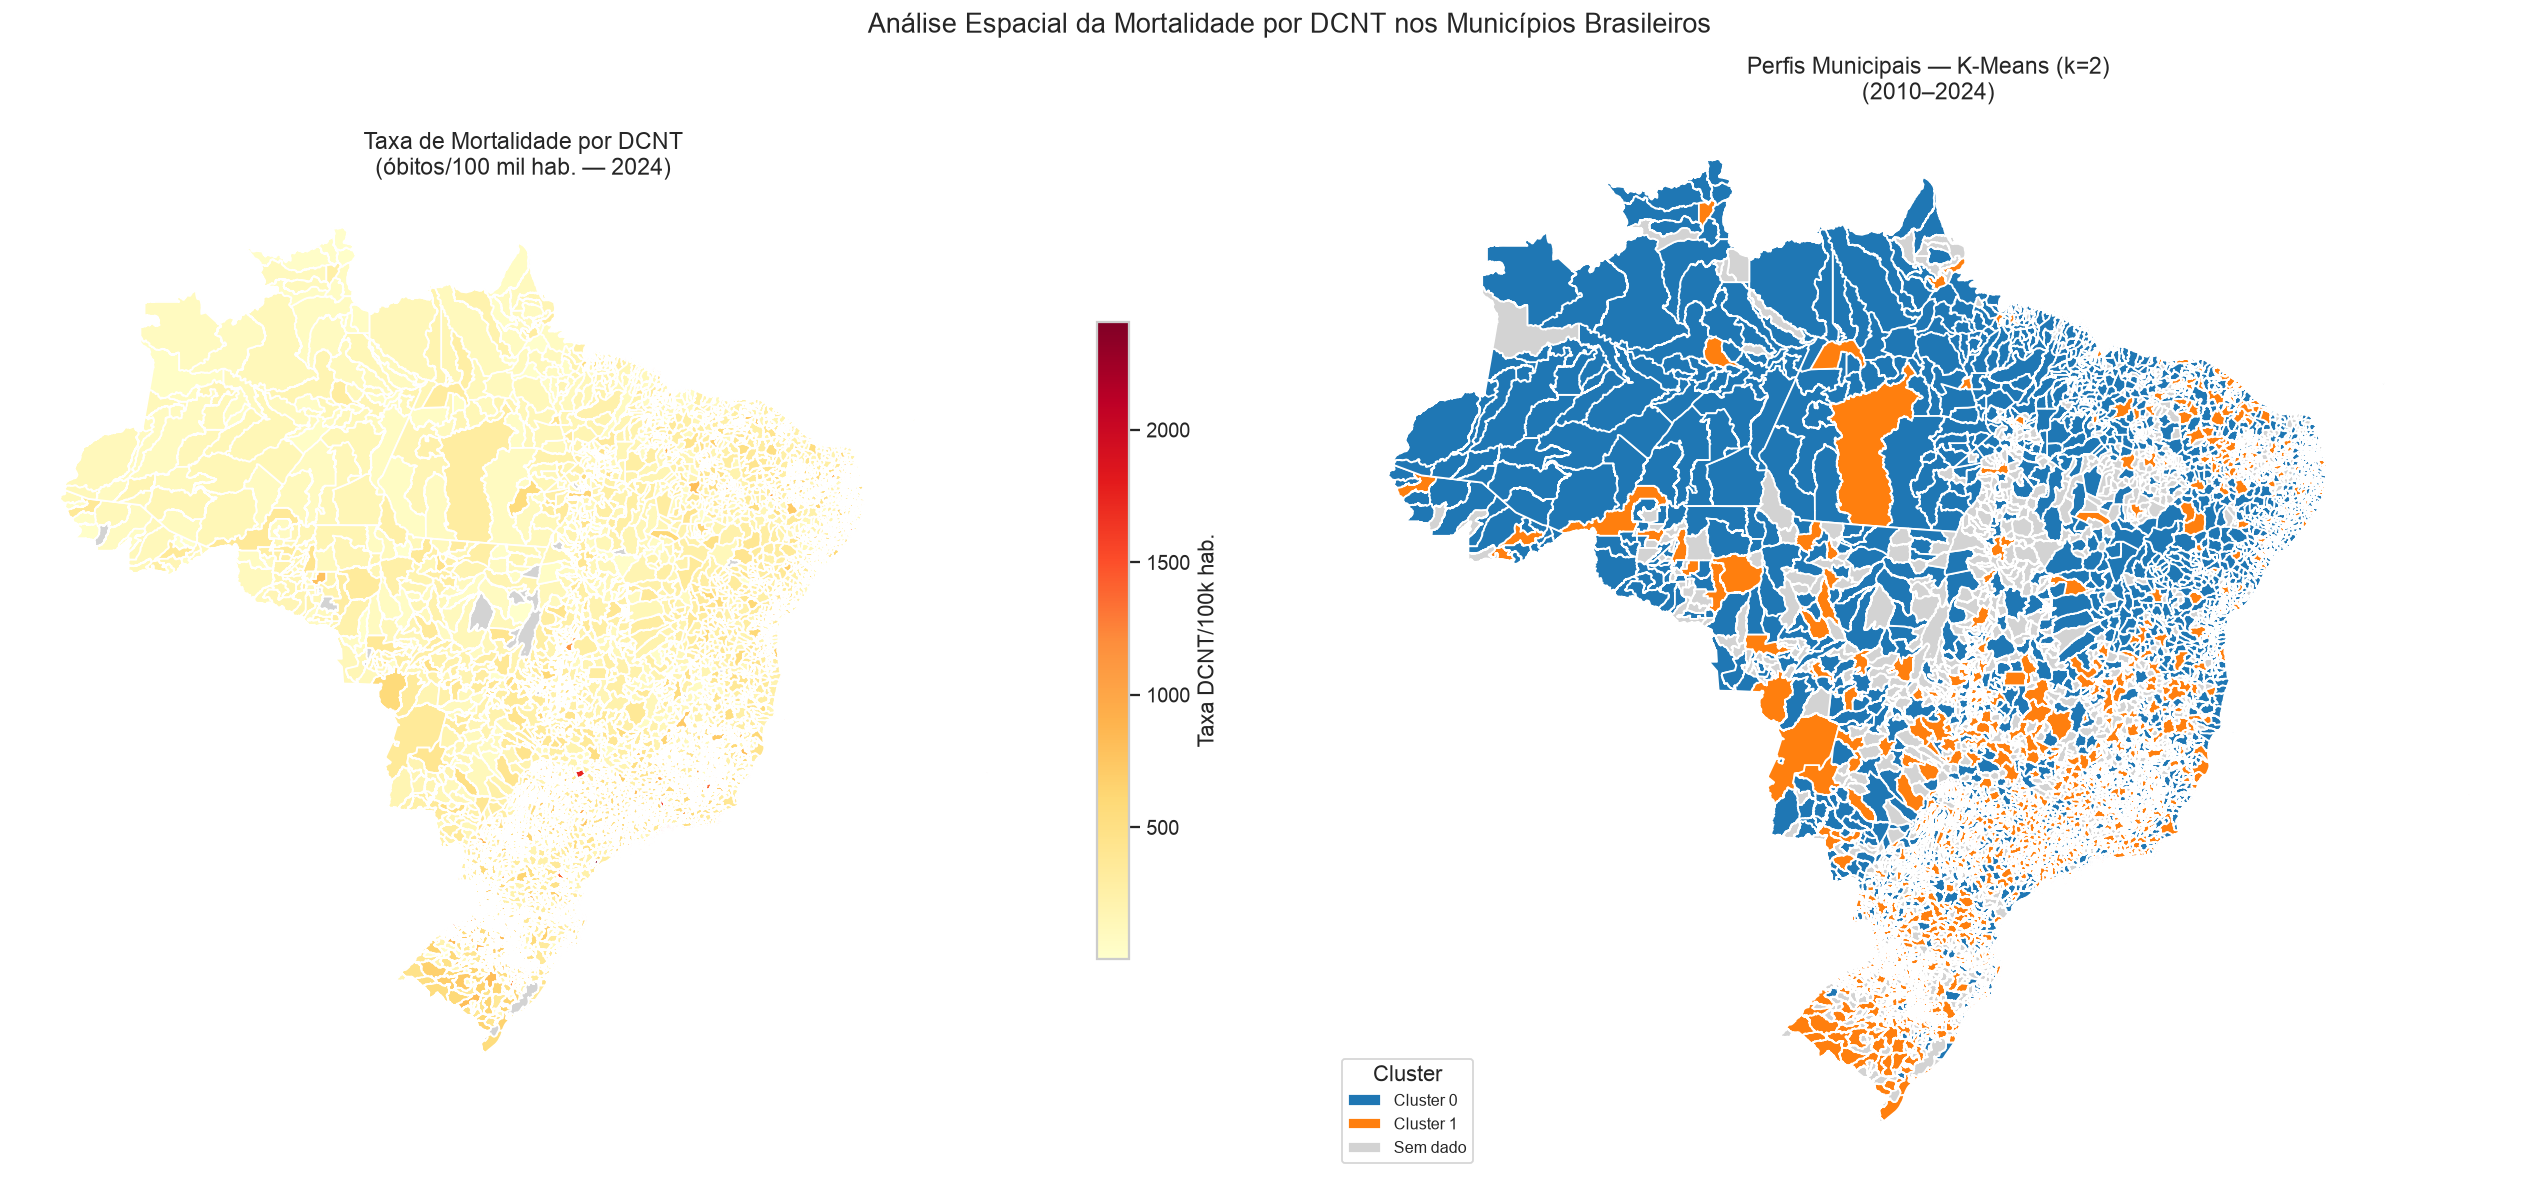 Análise Espacial da Mortalidade por DCNT nos Municípios Brasileiros
Taxa de Mortalidade por DCNT
(óbitos/100 mil hab. — 2024)
2000
1500
1000
500
Taxa DCNT/100k hab.
Perfis Municipais — K-Means (k=2)
(2010–2024)
Cluster
Cluster 0
Cluster 1
Sem dado